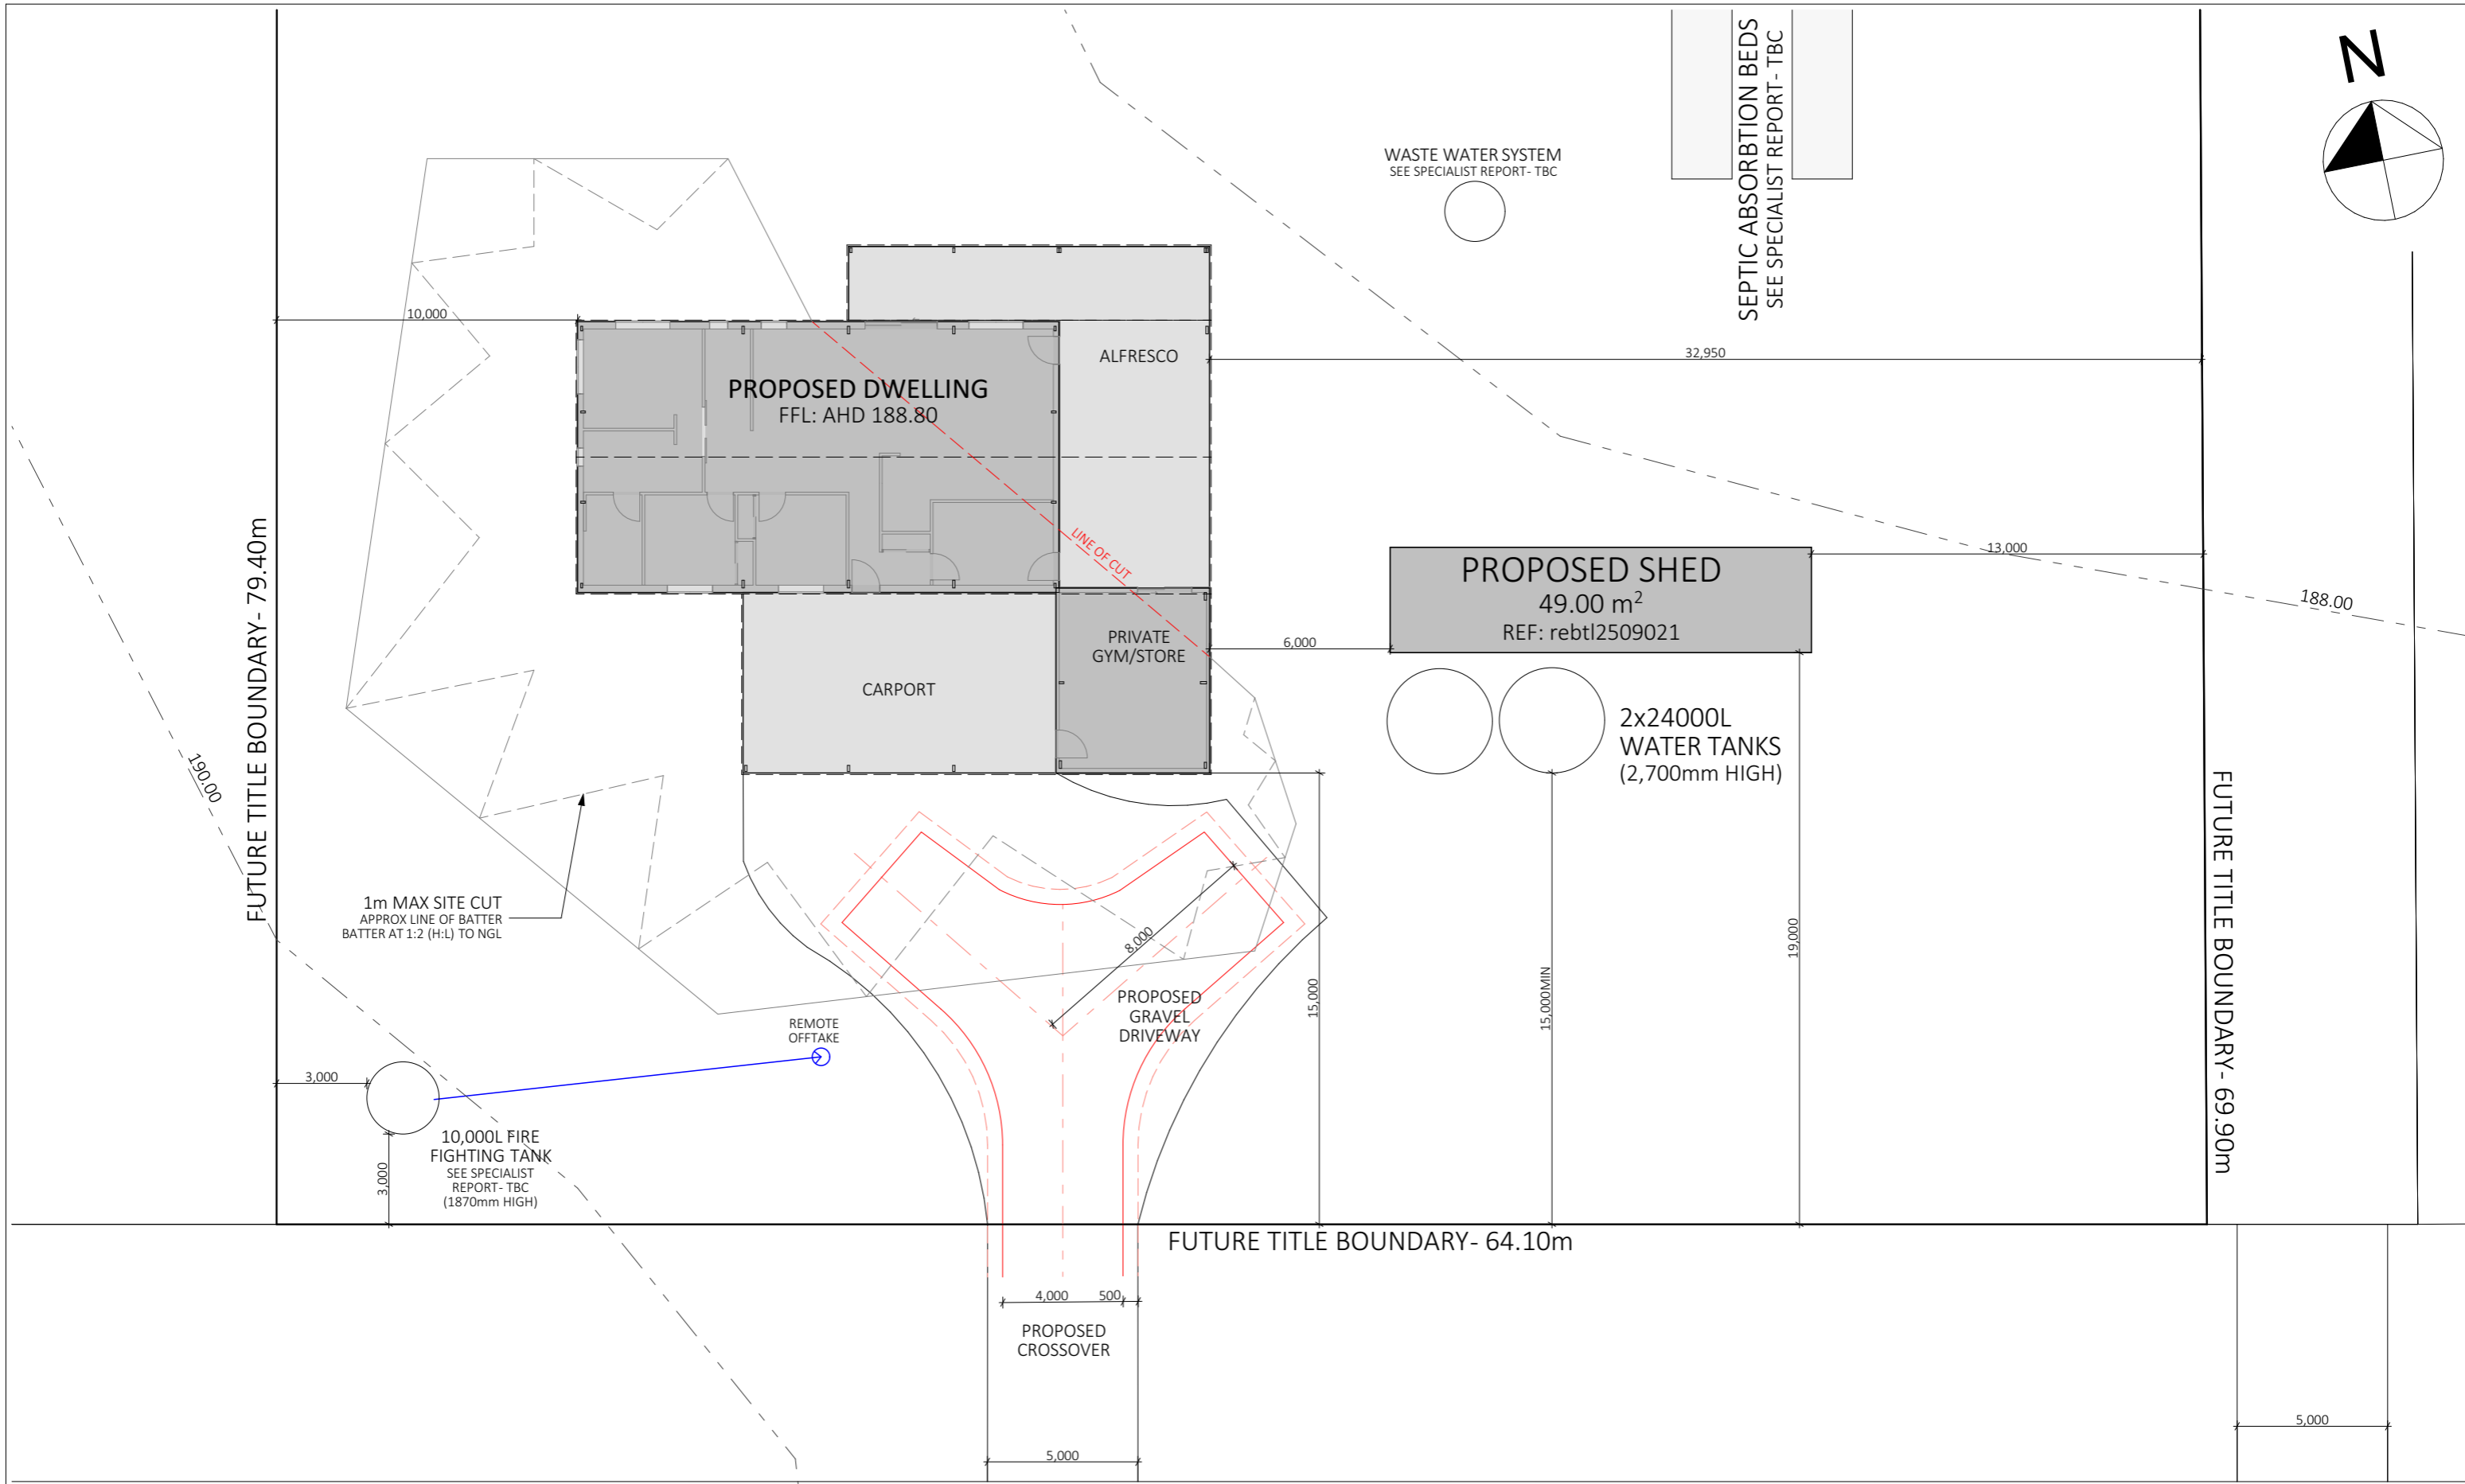 N
SEPTIC ABSORBTION BEDS
SEE SPECIALIST REPORT- TBC
WASTE WATER SYSTEM
SEE SPECIALIST REPORT- TBC
10,000
ALFRESCO
32,950
PROPOSED DWELLING
FFL: AHD 188.80
LINE OF CUT
13,000
PROPOSED SHED
49.00 m²
REF: rebtl2509021
188.00
6,000
PRIVATE
GYM/STORE
CARPORT
2x24000L
WATER TANKS
(2,700mm HIGH)
FUTURE TITLE BOUNDARY- 79.40m
190.00
1m MAX SITE CUT
APPROX LINE OF BATTER
BATTER AT 1:2 (H:L) TO NGL
8,000
PROPOSED
GRAVEL
DRIVEWAY
15,000
15,000MIN
19,000
FUTURE TITLE BOUNDARY- 69.90m
REMOTE
OFFTAKE
3,000
10,000L FIRE
FIGHTING TANK
SEE SPECIALIST
REPORT- TBC
(1870mm HIGH)
3,000
FUTURE TITLE BOUNDARY- 64.10m
4,000
500
PROPOSED
CROSSOVER
5,000
5,000